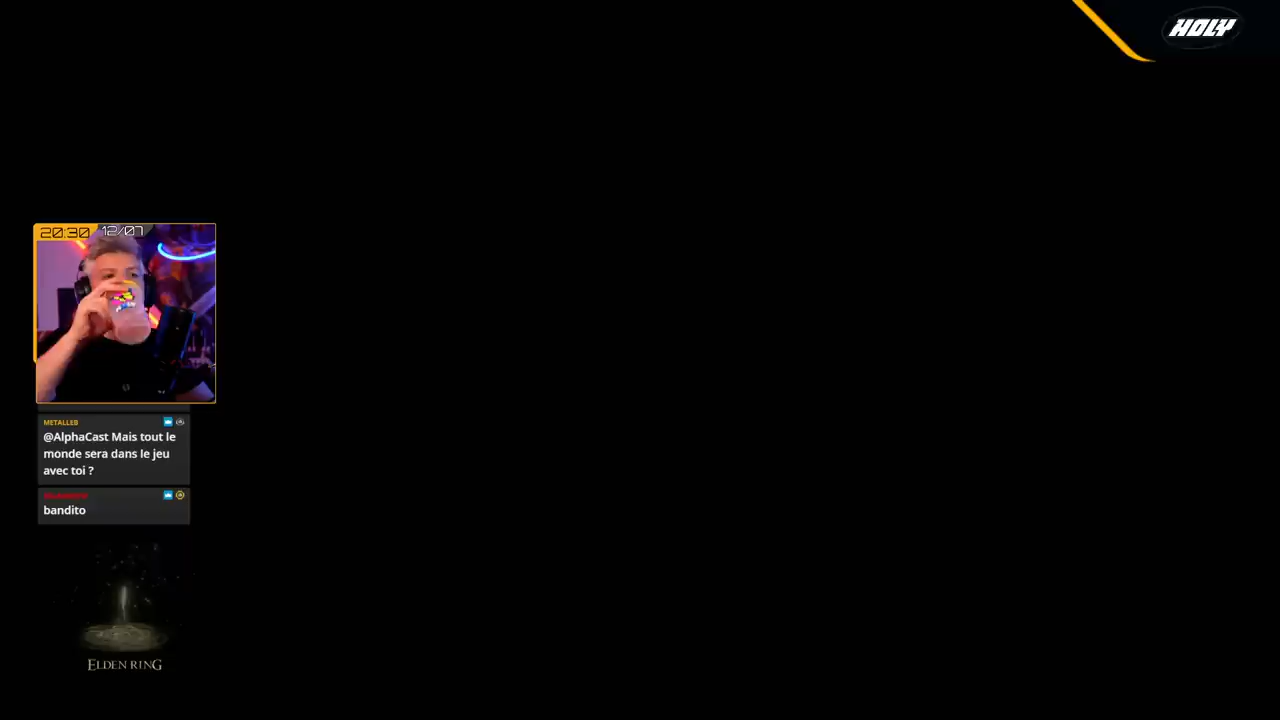 HOLY
20:30 12/07
METALLEB
@AlphaCast Mais tout le
monde sera dans le jeu
avec toi ?
bandito
ELDEN RING